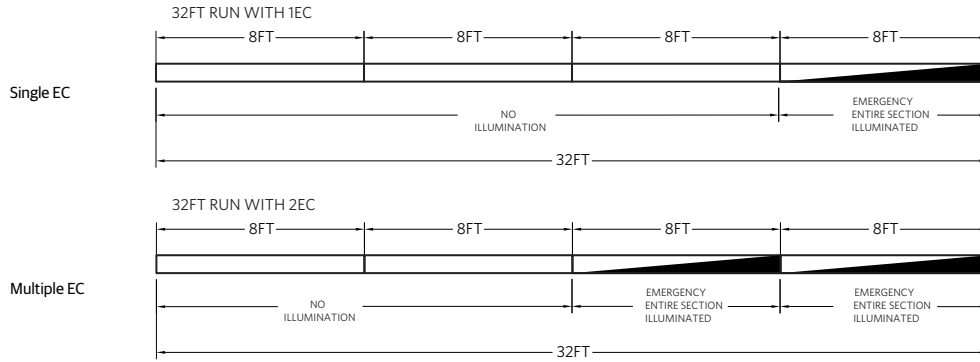 32FT RUN WITH 1EC
8FT 8FT 8FT 8FT
Single EC
NO
ILLUMINATION
EMERGENCY
ENTIRE SECTION
ILLUMINATED
32FT
32FT RUN WITH 2EC
8FT 8FT 8FT 8FT
Multiple EC
NO
ILLUMINATION
EMERGENCY
ENTIRE SECTION
ILLUMINATED
EMERGENCY
ENTIRE SECTION
ILLUMINATED
32FT